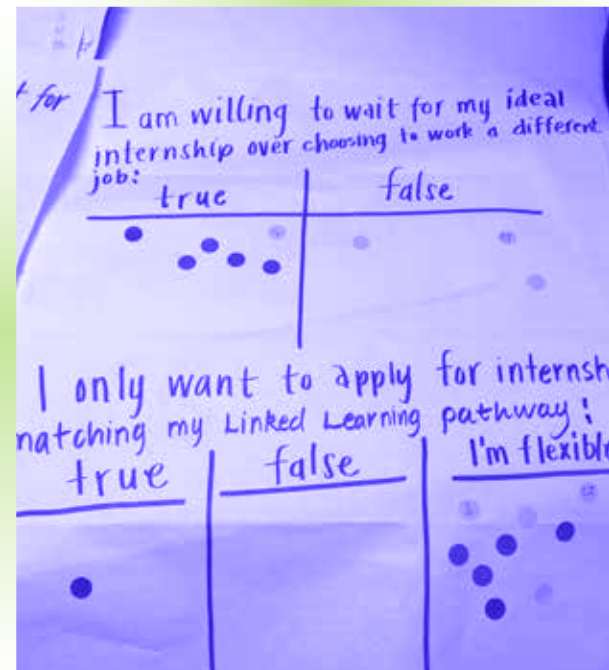 for
I am willing to wait for my ideal
internship over choosing to work a different
job:
true false
I only want to apply for internsh
natching my Linked Learning pathway:
true false I'm flexible